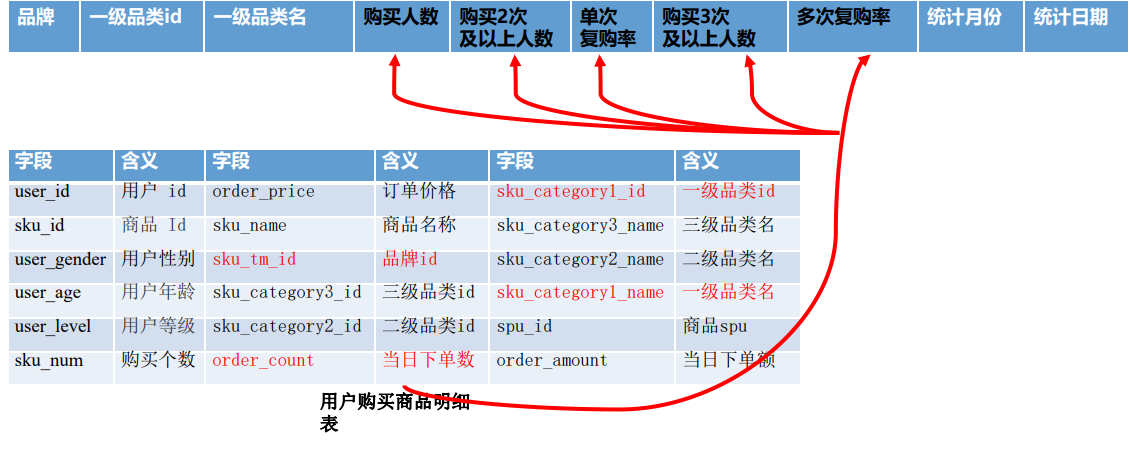 品牌 一级品类id 一级品类名 购买人数 购买2次及以上人数 单次复购率 购买3次及以上人数 多次复购率 统计月份 统计日期
字段 含义 字段 含义 字段 含义
user_id 用户 id order_price 订单价格 sku_category1_id 一级品类id
sku_id 商品 Id sku_name 商品名称 sku_category3_name 三级品类名
user_gender 用户性别 sku_tm_id 品牌id sku_category2_name 二级品类名
user_age 用户年龄 sku_category3_id 三级品类id sku_category1_name 一级品类名
user_level 用户等级 sku_category2_id 二级品类id spu_id 商品spu
sku_num 购买个数 order_count 当日下单数 order_amount 当日下单额
用户购买商品明细
表